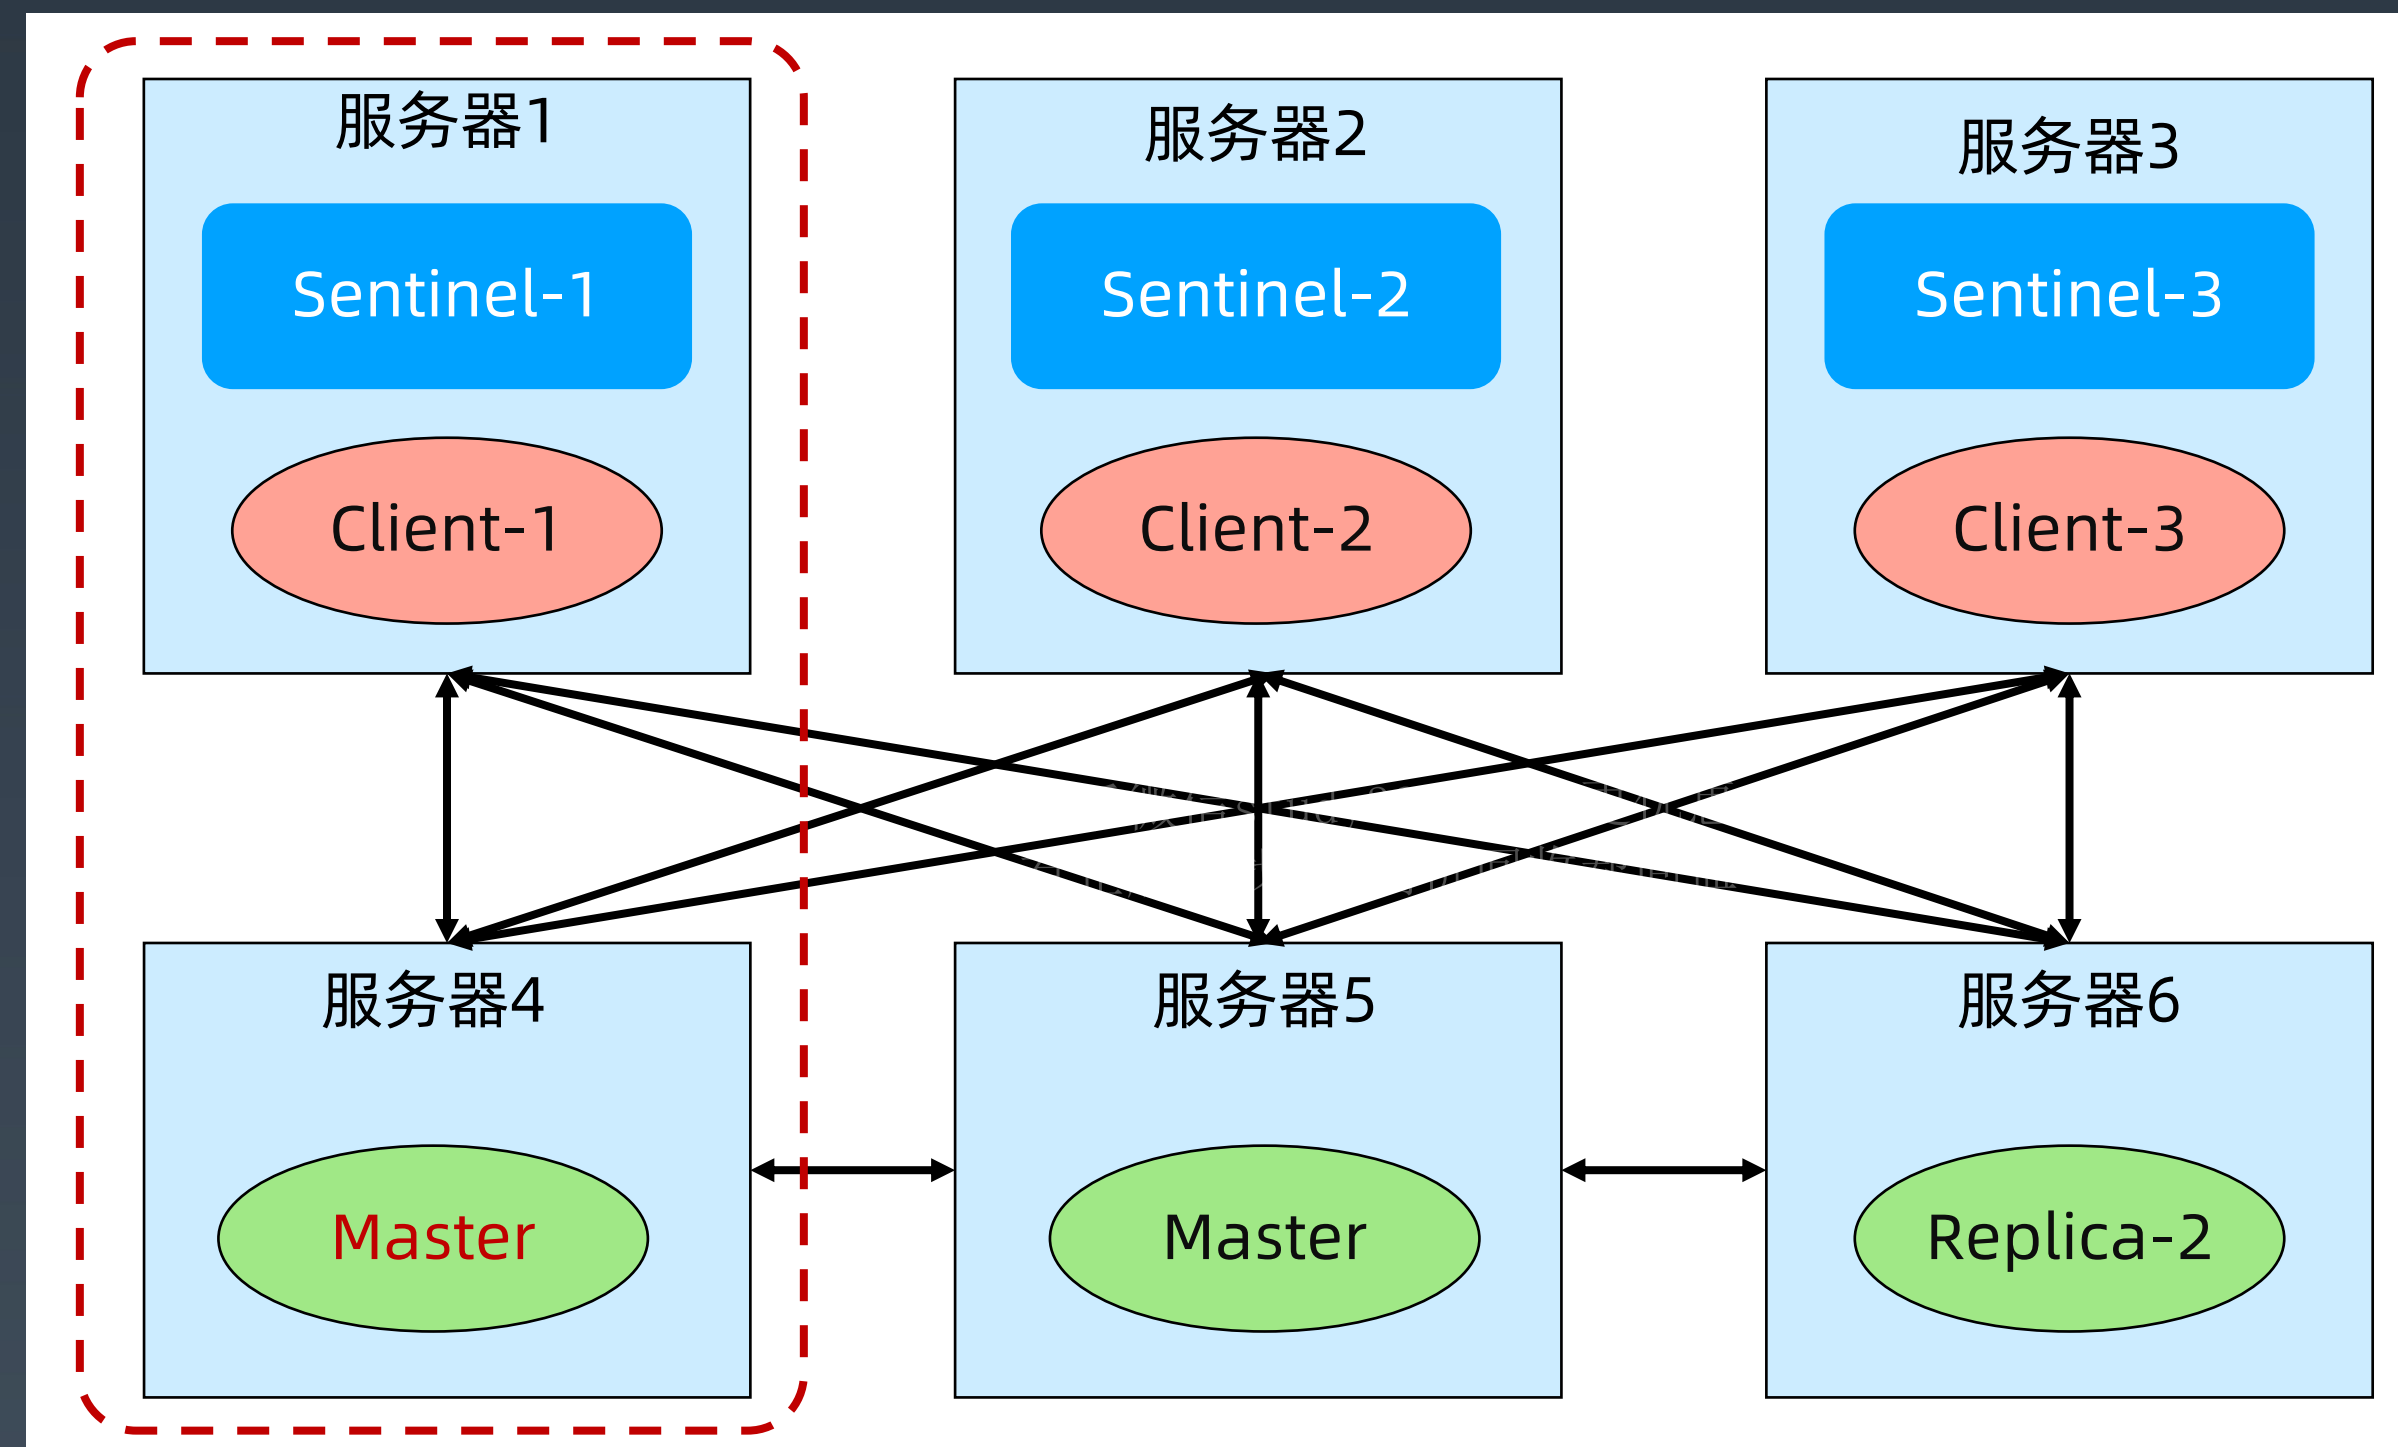 服务器1
服务器2
服务器3
Sentinel-1
Sentinel-2
Sentinel-3
Client-1
Client-2
Client-3
服务器4
服务器5
服务器6
Master
Master
Replica-2